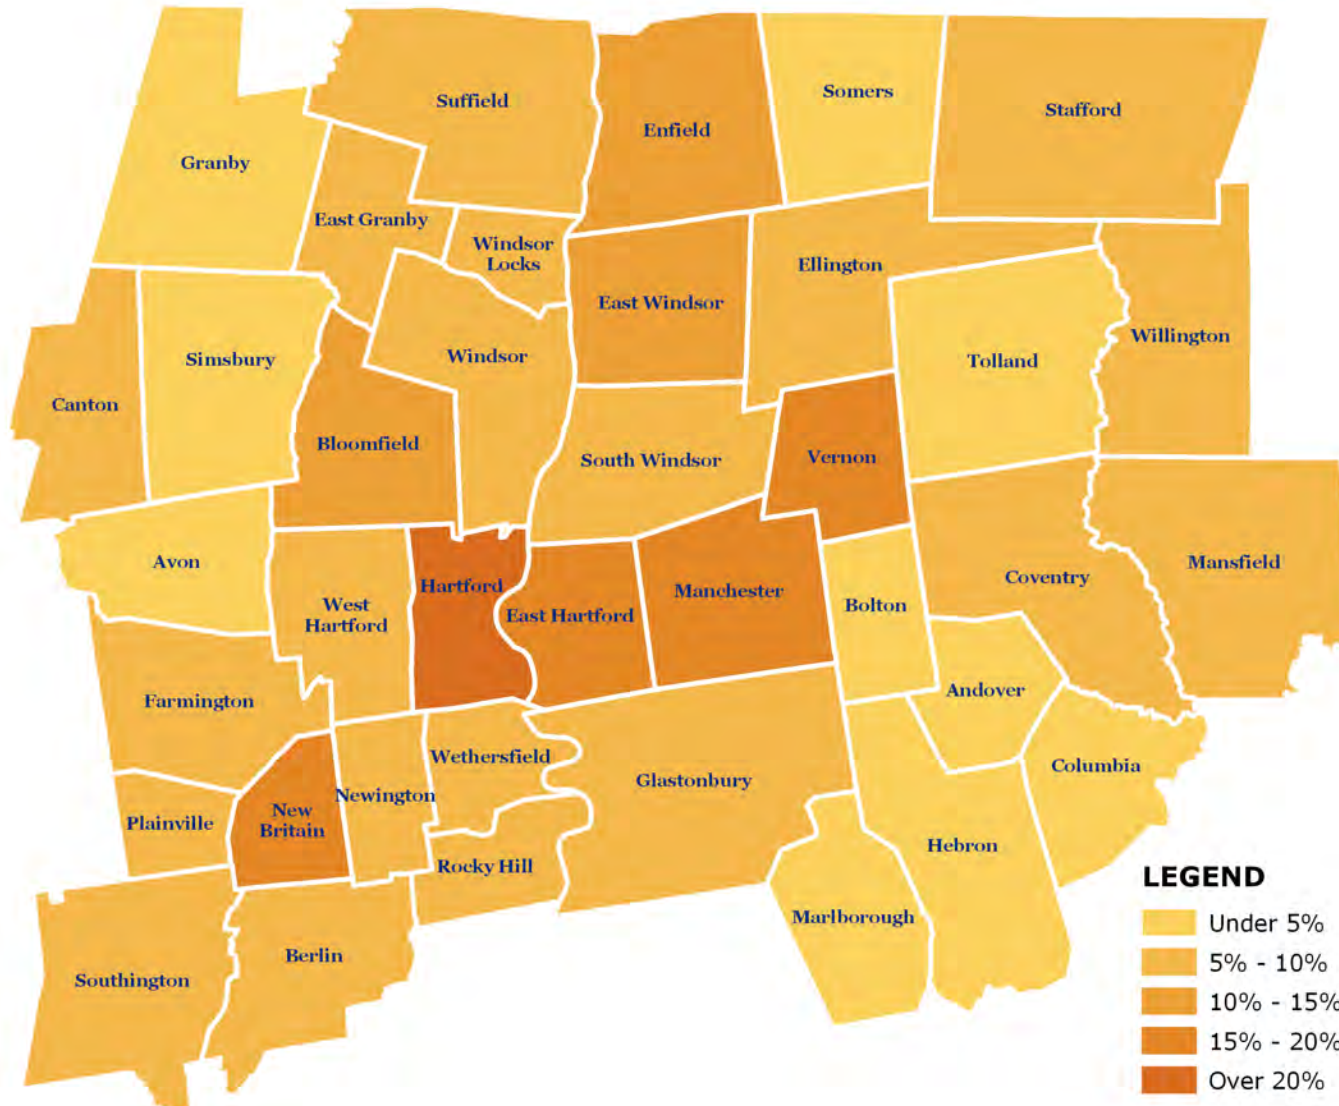 Suffield
Enfield
Somers
Stafford
Granby
East Granby
Windsor
Locks
Ellington
East Windsor
Willington
Simsbury
Windsor
Tolland
Canton
Bloomfield
South Windsor
Vernon
Avon
West
Hartford
Hartford
East Hartford
Manchester
Bolton
Coventry
Mansfield
Farmington
Andover
Wethersfield
Glastonbury
Columbia
Plainville
New
Britain
Newington
Rocky Hill
Hebron
Marlborough
Southington
Berlin
LEGEND
Under 5%
5% - 10%
10% - 15%
15% - 20%
Over 20%